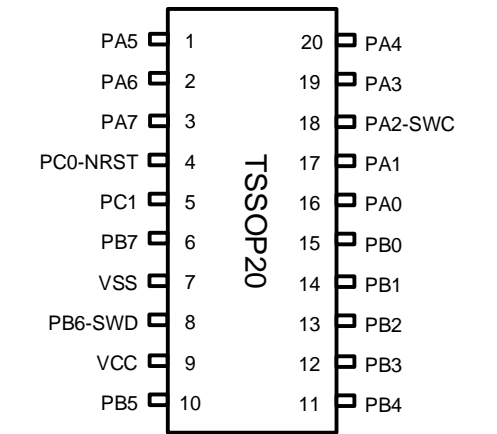 PA5 1 20 PA4
PA6 2 19 PA3
PA7 3 18 PA2-SWC
PC0-NRST 4 17 PA1
PC1 5 16 PA0
PB7 6 15 PB0
VSS 7 14 PB1
PB6-SWD 8 13 PB2
VCC 9 12 PB3
PB5 10 11 PB4
TSSOP20